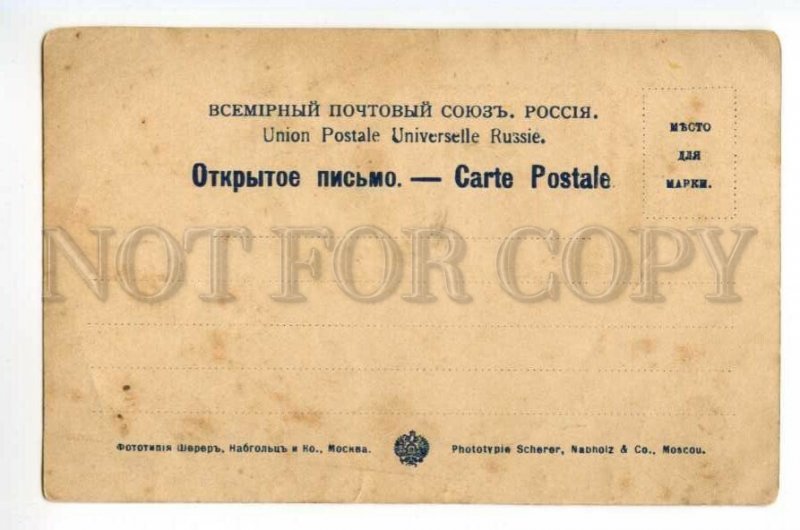 ВСЕМІРНЫЙ ПОЧТОВЫЙ СОЮЗЪ. РОССІЯ.
Union Postale Universelle Russie.
Открытое письмо. — Carte Postale
МѢСТО
ДЛЯ
МАРКИ.
NOT FOR COPY
Фототипія Шереръ, Набгольцъ и Ко., Москва.
Phototypie Scherer, Nabholz & Co., Moscou.